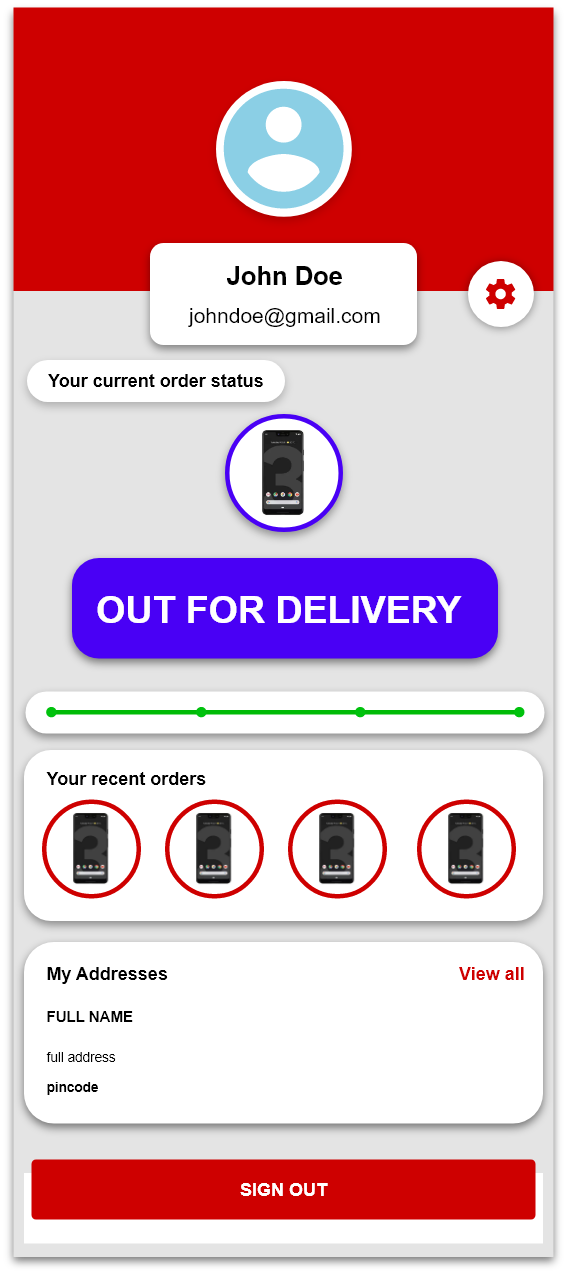 John Doe
johndoe@gmail.com
Your current order status
OUT FOR DELIVERY
Your recent orders
My Addresses
View all
FULL NAME
full address
pincode
SIGN OUT